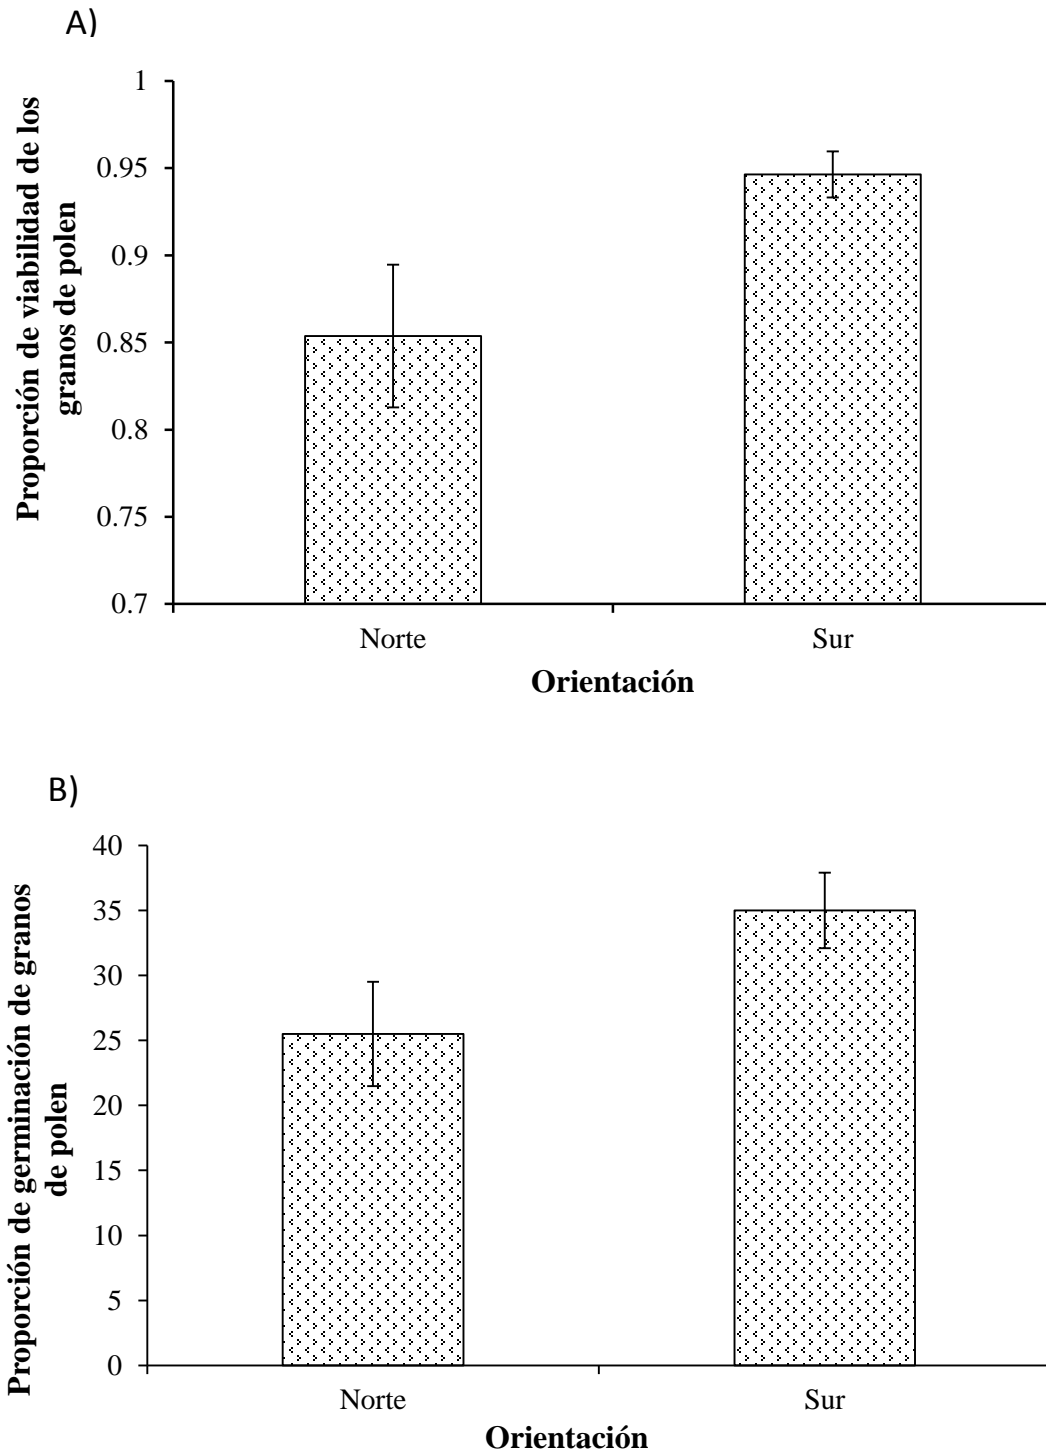 A)
Proporción de viabilidad de los
granos de polen
1
0.95
0.9
0.85
0.8
0.75
0.7
Norte
Sur
Orientación
B)
Proporción de germinación de granos
de polen
40
35
30
25
20
15
10
5
0
Norte
Sur
Orientación